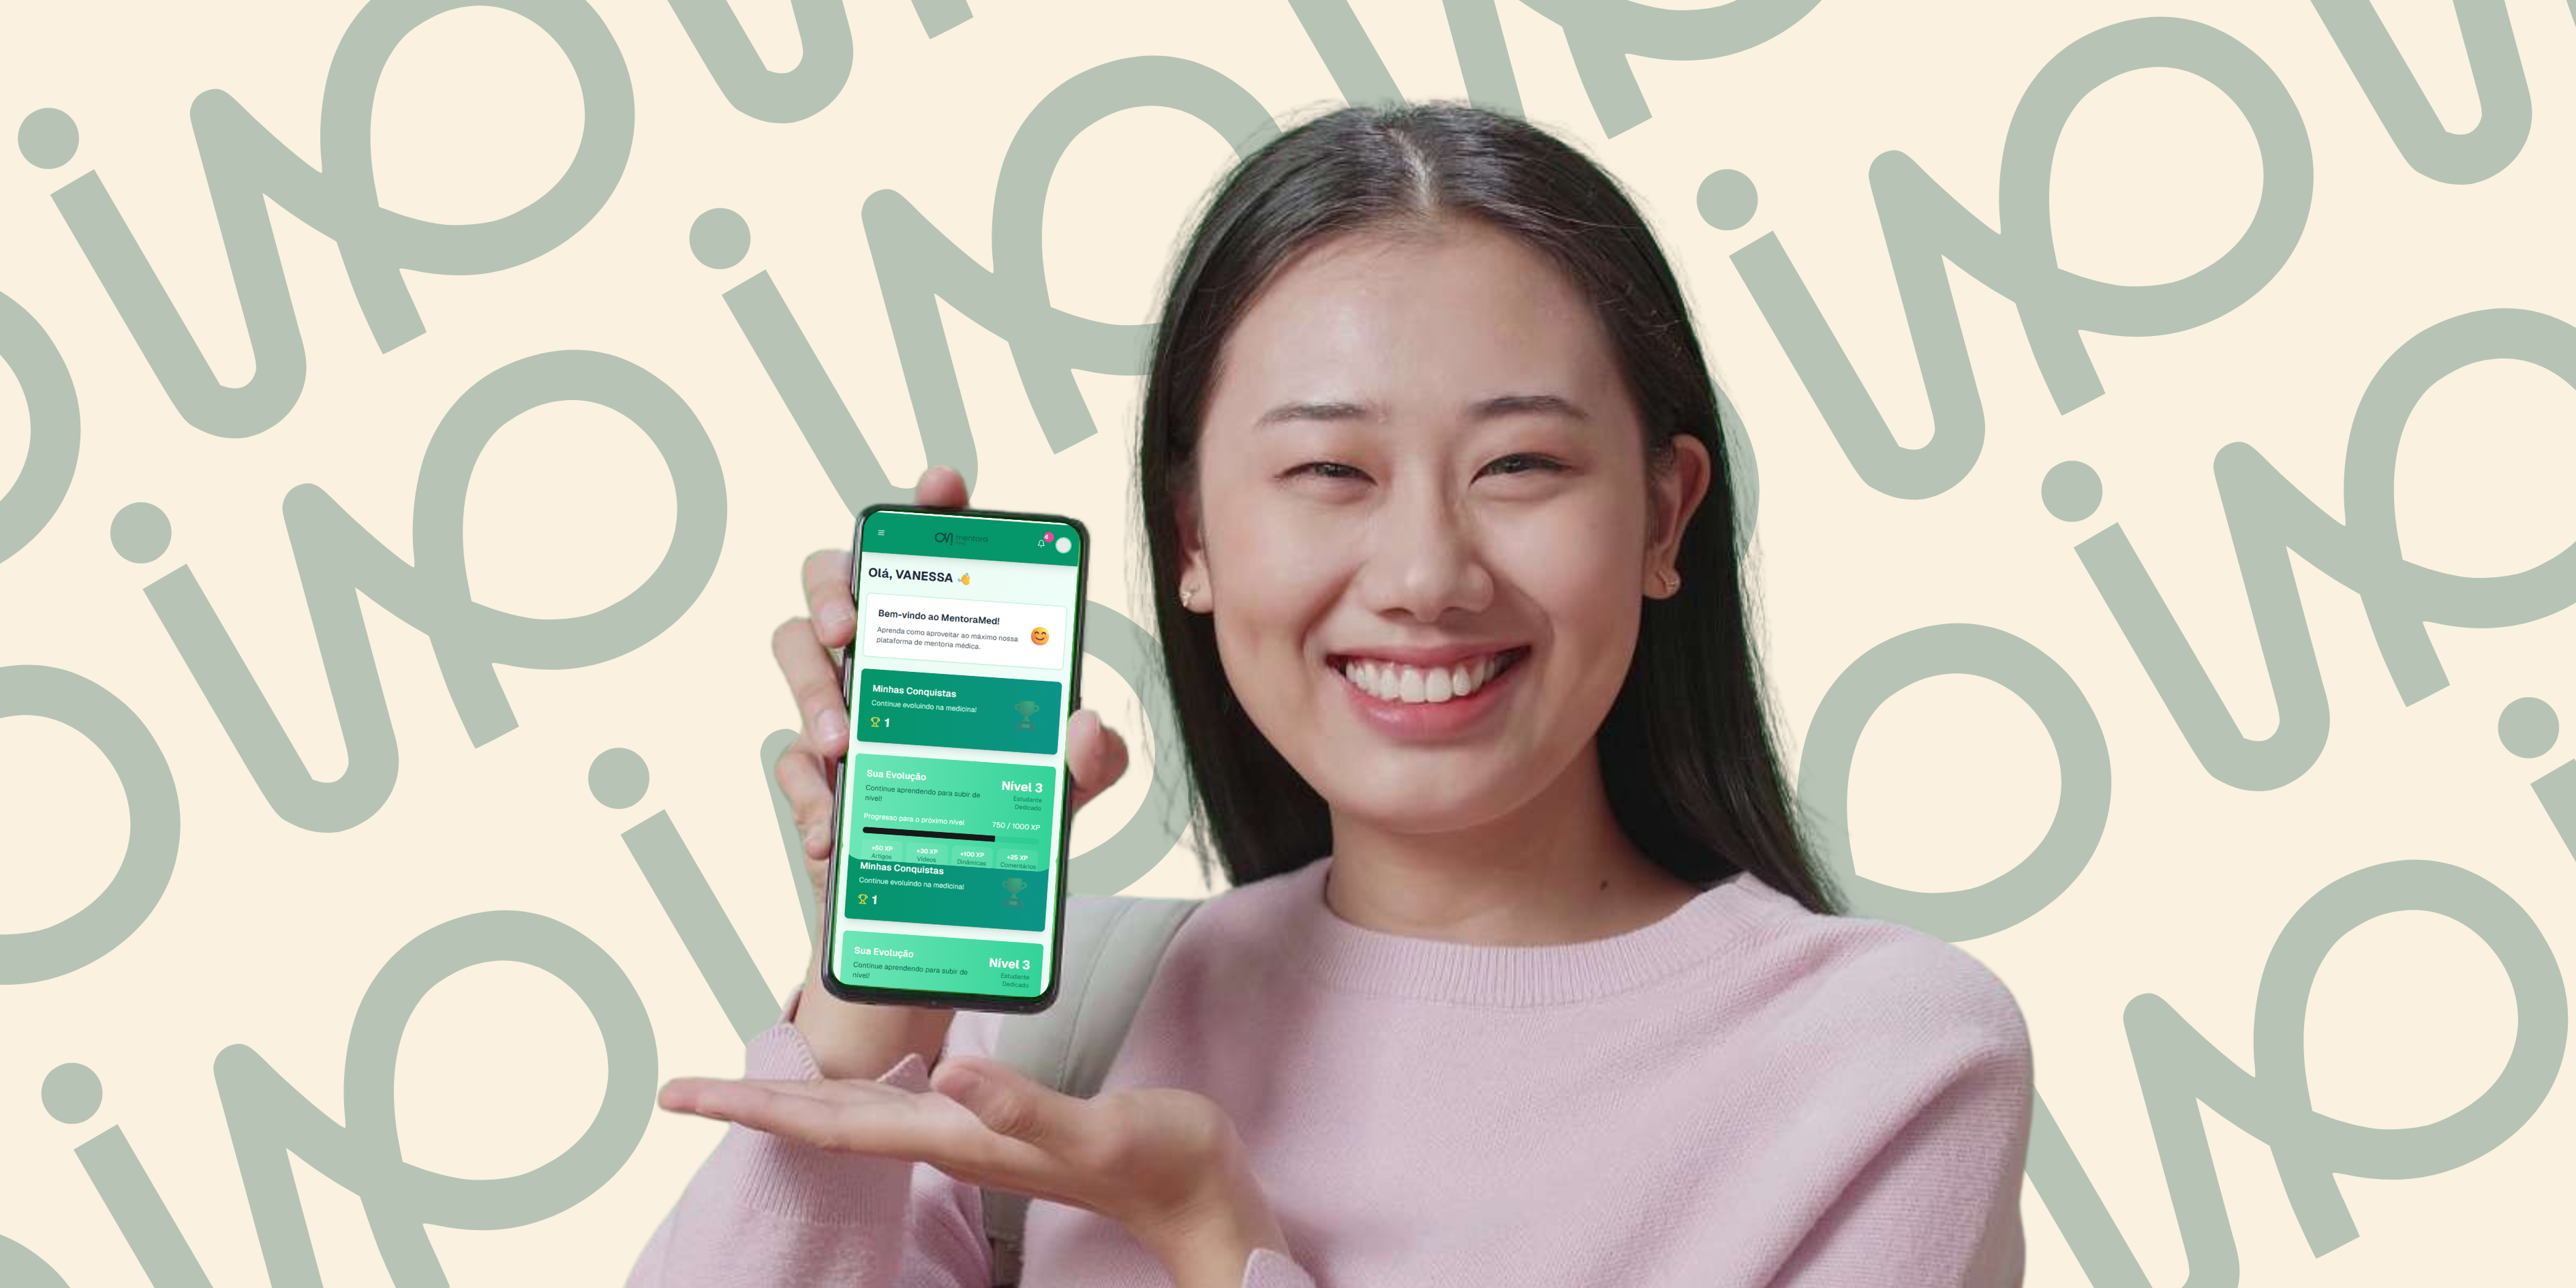 mentora
Olá, VANESSA 👋
Bem-vindo ao MentoraMed!
Aprenda como aproveitar ao máximo nossa
plataforma de mentoria médica.
Minhas Conquistas
Continue evoluindo na medicina!
1
Sua Evolução
Nível 3
Continue aprendendo para subir de
nível!
Estudante
Dedicado
Progresso para o próximo nível
750 / 1000 XP
+50 XP
+30 XP
+100 XP
+25 XP
Artigos
Vídeos
Dinâmicas
Comentários
Minhas Conquistas
Continue evoluindo na medicina!
1
Sua Evolução
Nível 3
Continue aprendendo para subir de
nível!
Estudante
Dedicado